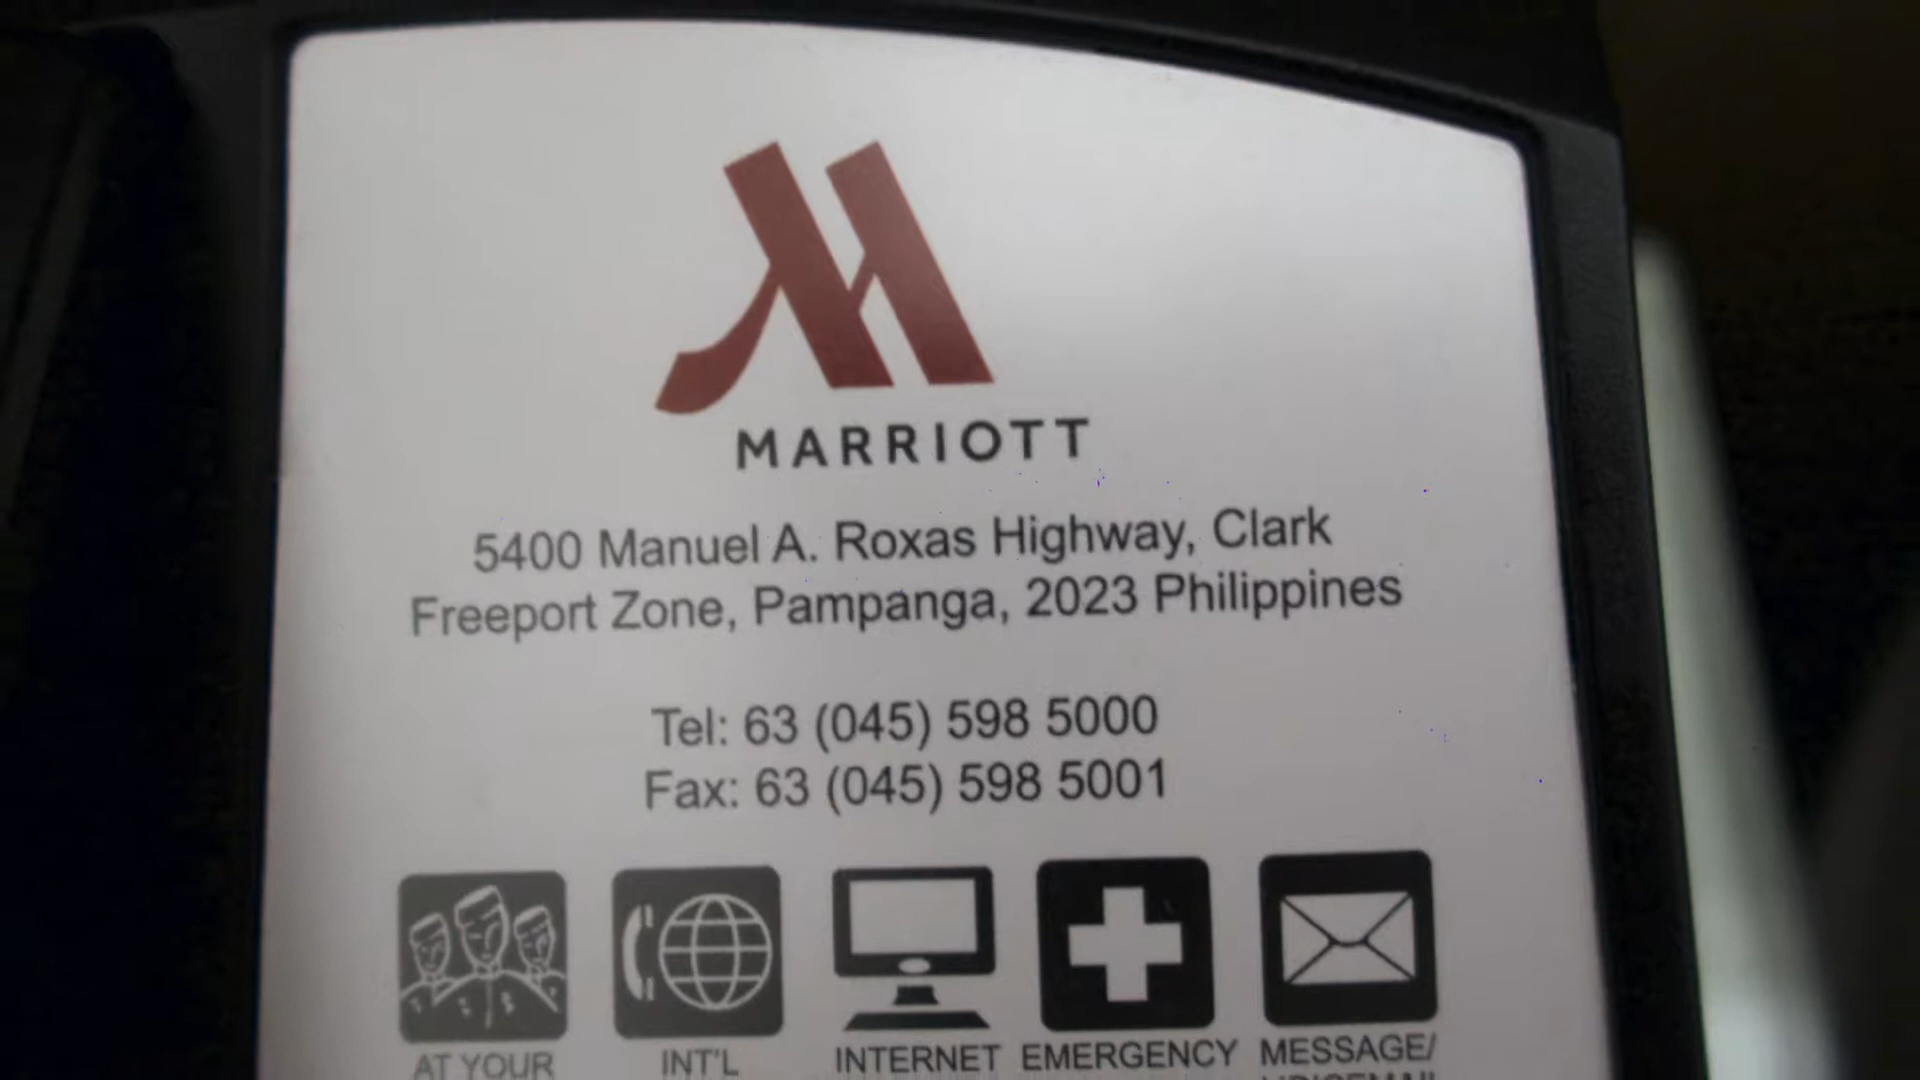 MARRIOTT
5400 Manuel A. Roxas Highway, Clark
Freeport Zone, Pampanga, 2023 Philippines
Tel: 63 (045) 598 5000
Fax: 63 (045) 598 5001
AT YOUR INT'L INTERNET EMERGENCY MESSAGE/